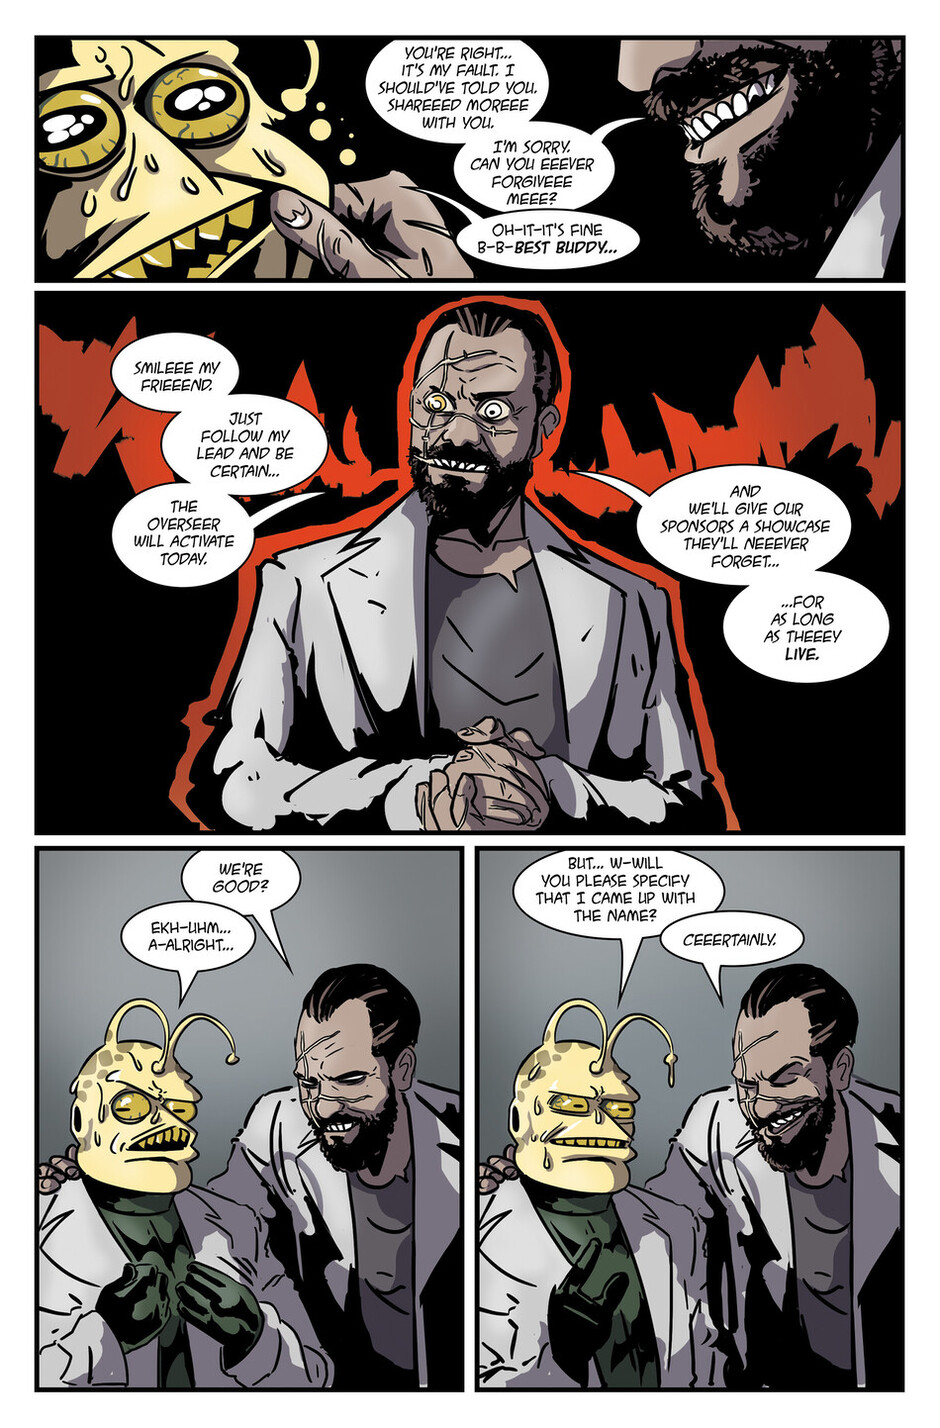 YOU'RE RIGHT...
IT'S MY FAULT. I
SHOULD'VE TOLD YOU.
SHAREEED MOREEE
WITH YOU.
I'M SORRY.
CAN YOU EEEVER
FORGIVEEE
MEEE?
OH-IT-IT'S FINE
B-B-BEST BUDDY...
SMILEEE MY
FRIEEEND.
JUST
FOLLOW MY
LEAD AND BE
CERTAIN...
THE
OVERSEER
WILL ACTIVATE
TODAY.
AND
WE'LL GIVE OUR
SPONSORS A SHOWCASE
THEY'LL NEEEVER
FORGET...
...FOR
AS LONG
AS THEEEY
LIVE.
WE'RE
GOOD?
EKH-UHM...
A-ALRIGHT...
BUT... W-WILL
YOU PLEASE SPECIFY
THAT I CAME UP WITH
THE NAME?
CEEERTAINLY.